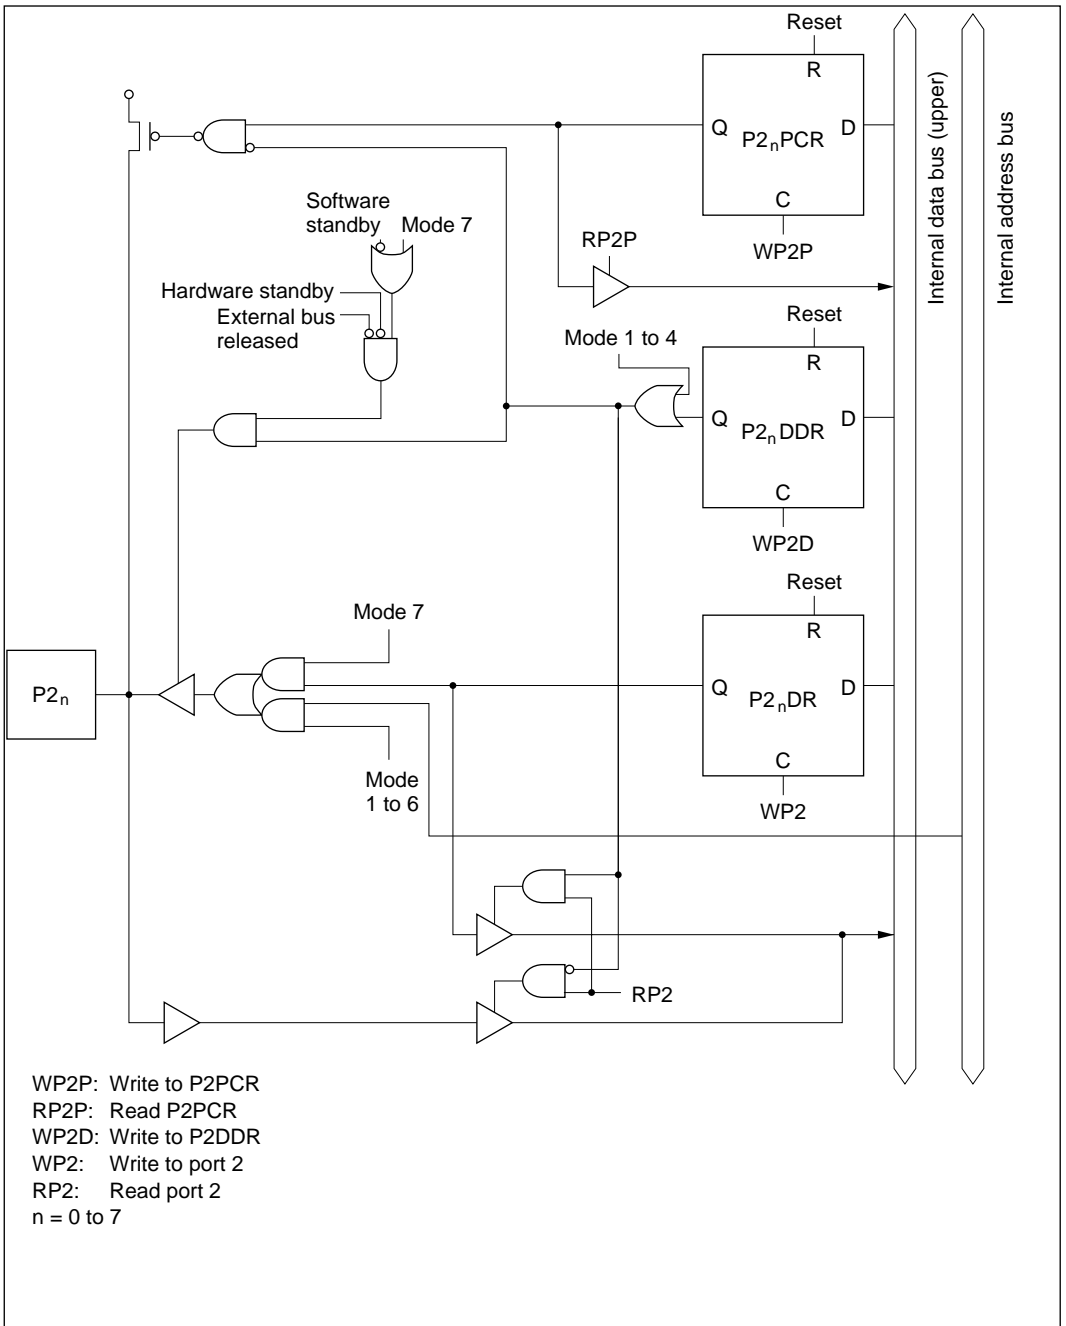 Reset
R
Q
P2nPCR
D
C
WP2P
Internal data bus (upper)
Internal address bus
Software
standby
Mode 7
RP2P
Hardware standby
External bus
released
Reset
Mode 1 to 4
R
Q
P2nDDR
D
C
WP2D
Reset
Mode 7
R
P2n
Q
P2nDR
D
C
Mode
1 to 6
WP2
RP2
WP2P: Write to P2PCR
RP2P: Read P2PCR
WP2D: Write to P2DDR
WP2: Write to port 2
RP2: Read port 2
n = 0 to 7